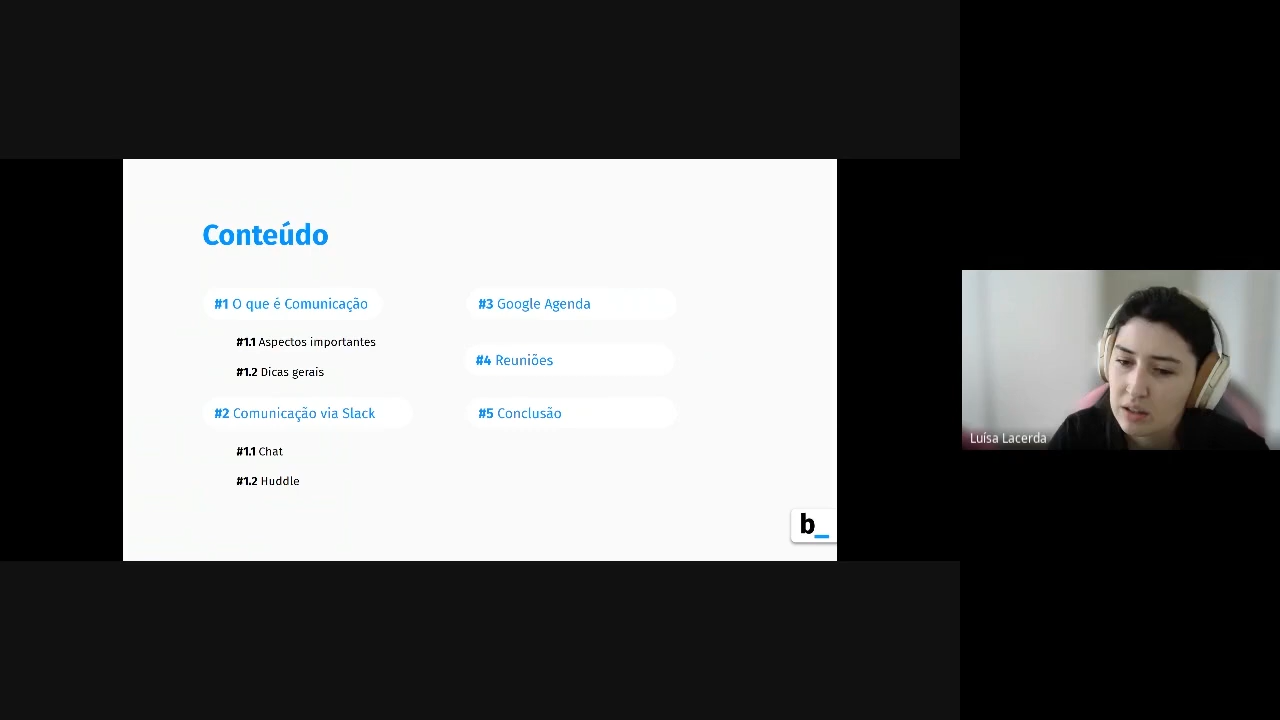 Conteúdo
#1 O que é Comunicação
#1.1 Aspectos importantes
#1.2 Dicas gerais
#2 Comunicação via Slack
#1.1 Chat
#1.2 Huddle
#3 Google Agenda
#4 Reuniões
#5 Conclusão
b_
Luísa Lacerda